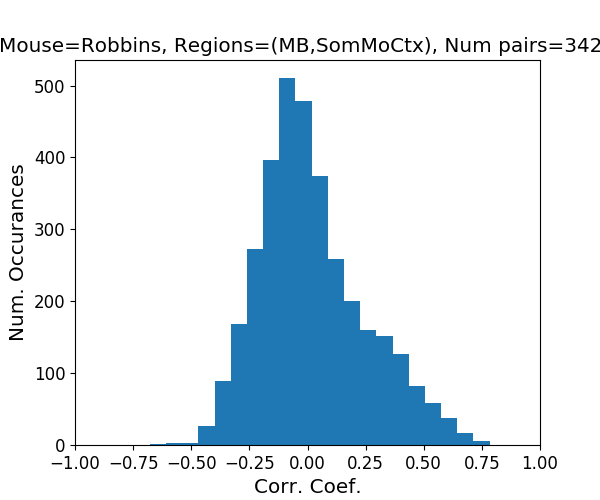 Mouse=Robbins, Regions=(MB,SomMoCtx), Num pairs=342
Num. Occurances
500
400
300
200
100
0
−1.00 −0.75 −0.50 −0.25 0.00 0.25 0.50 0.75 1.00
Corr. Coef.